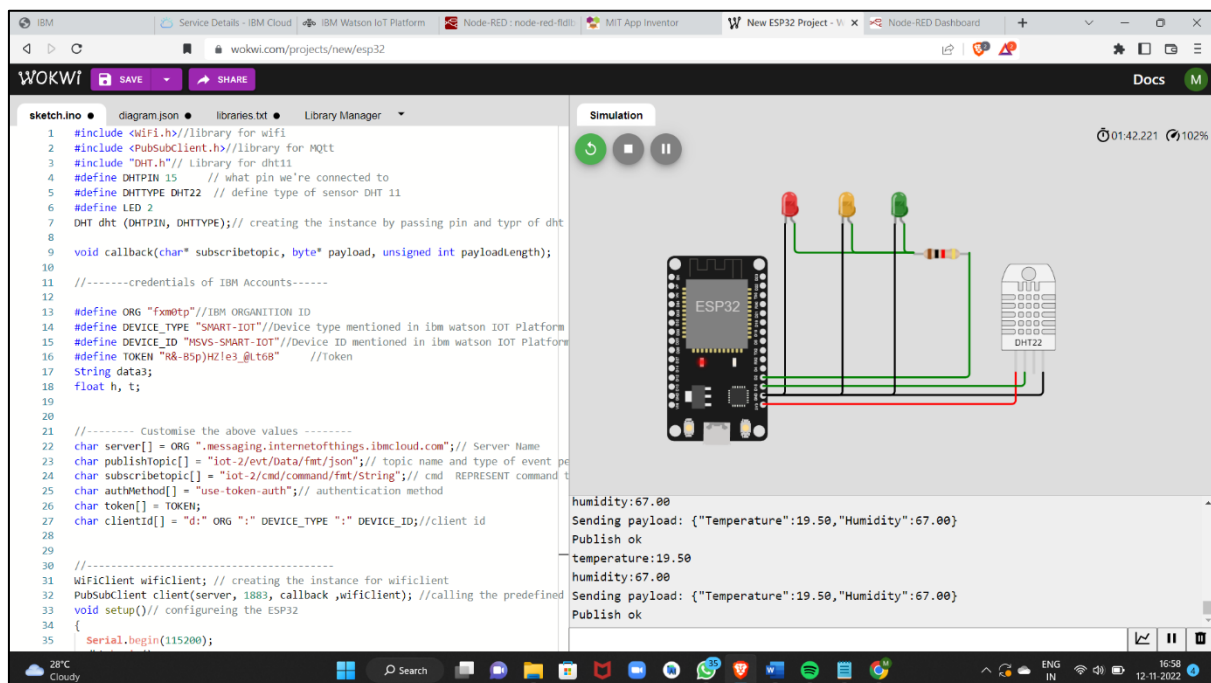 IBM
Service Details - IBM Cloud
IBM Watson IoT Platform
Node-RED : node-red-fldli
MIT App Inventor
New ESP32 Project - W
Node-RED Dashboard
wokwi.com/projects/new/esp32
WOKWi
SAVE
SHARE
Docs
M
sketch.ino
diagram.json
libraries.txt
Library Manager
1 #include <WiFi.h>//library for wifi
2 #include <PubSubClient.h>//library for MQtt
3 #include "DHT.h"// Library for dht11
4 #define DHTPIN 15 // what pin we're connected to
5 #define DHTTYPE DHT22 // define type of sensor DHT 11
6 #define LED 2
7 DHT dht (DHTPIN, DHTTYPE);// creating the instance by passing pin and typr of dht
8
9 void callback(char* subscribetopic, byte* payload, unsigned int payloadLength);
10
11 //-------credentials of IBM Accounts------
12
13 #define ORG "fxm0tp"//IBM ORGANITION ID
14 #define DEVICE_TYPE "SMART-IOT"//Device type mentioned in ibm watson IOT Platform
15 #define DEVICE_ID "MSVS-SMART-IOT"//Device ID mentioned in ibm watson IOT Platform
16 #define TOKEN "R&-B5p)HZ!e3_@Lt6B" //Token
17 String data3;
18 float h, t;
19
20
21 //-------- Customise the above values --------
22 char server[] = ORG ".messaging.internetofthings.ibmcloud.com";// Server Name
23 char publishTopic[] = "iot-2/evt/Data/fmt/json";// topic name and type of event pe
24 char subscribetopic[] = "iot-2/cmd/command/fmt/String";// cmd REPRESENT command t
25 char authMethod[] = "use-token-auth";// authentication method
26 char token[] = TOKEN;
27 char clientId[] = "d:" ORG ":" DEVICE_TYPE ":" DEVICE_ID;//client id
28
29
30 //-----------------------------------------
31 WiFiClient wifiClient; // creating the instance for wificlient
32 PubSubClient client(server, 1883, callback ,wifiClient); //calling the predefined
33 void setup()// configureing the ESP32
34 {
35 Serial.begin(115200);
Simulation
01:42.221
102%
ESP32
DHT22
humidity:67.00
Sending payload: {"Temperature":19.50,"Humidity":67.00}
Publish ok
temperature:19.50
humidity:67.00
Sending payload: {"Temperature":19.50,"Humidity":67.00}
Publish ok
28°C
Cloudy
Search
35
ENG
IN
16:58
12-11-2022
4